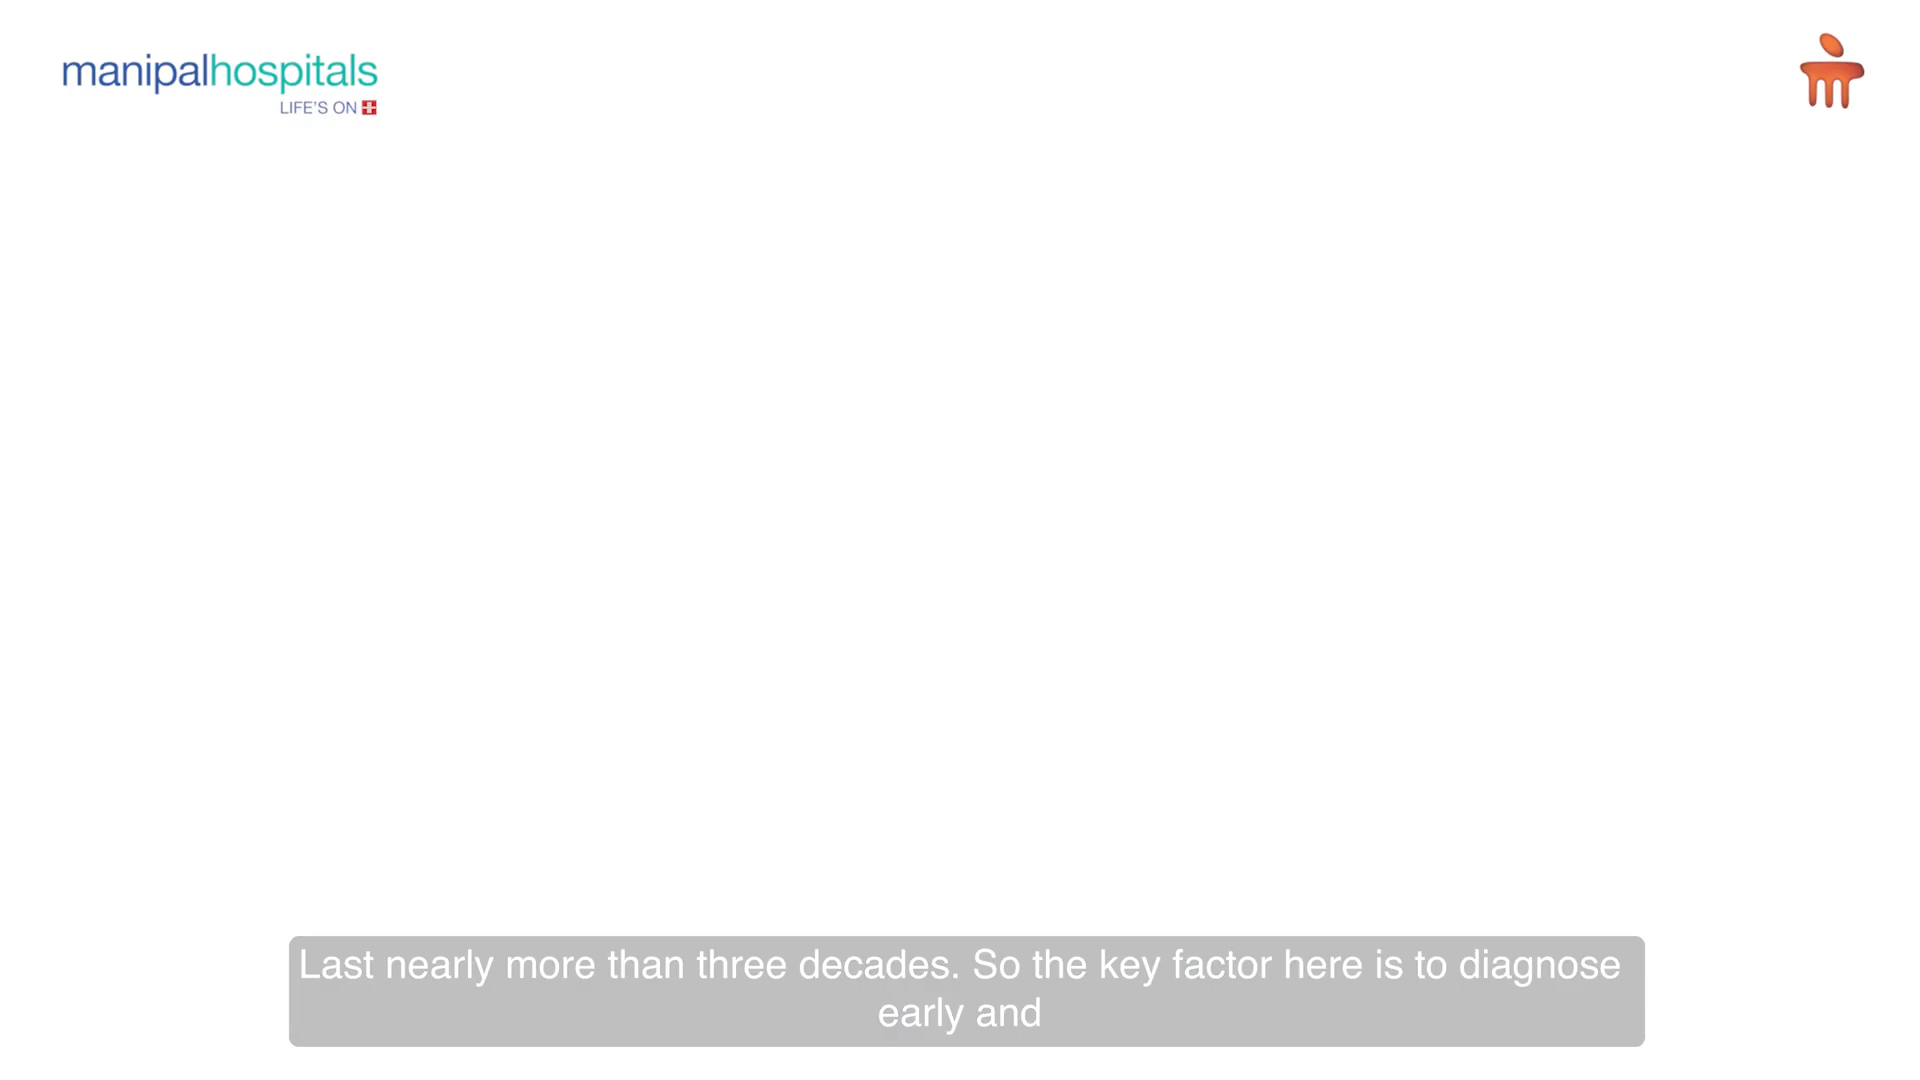 manipalhospitals
LIFE'S ON
Last nearly more than three decades. So the key factor here is to diagnose
early and